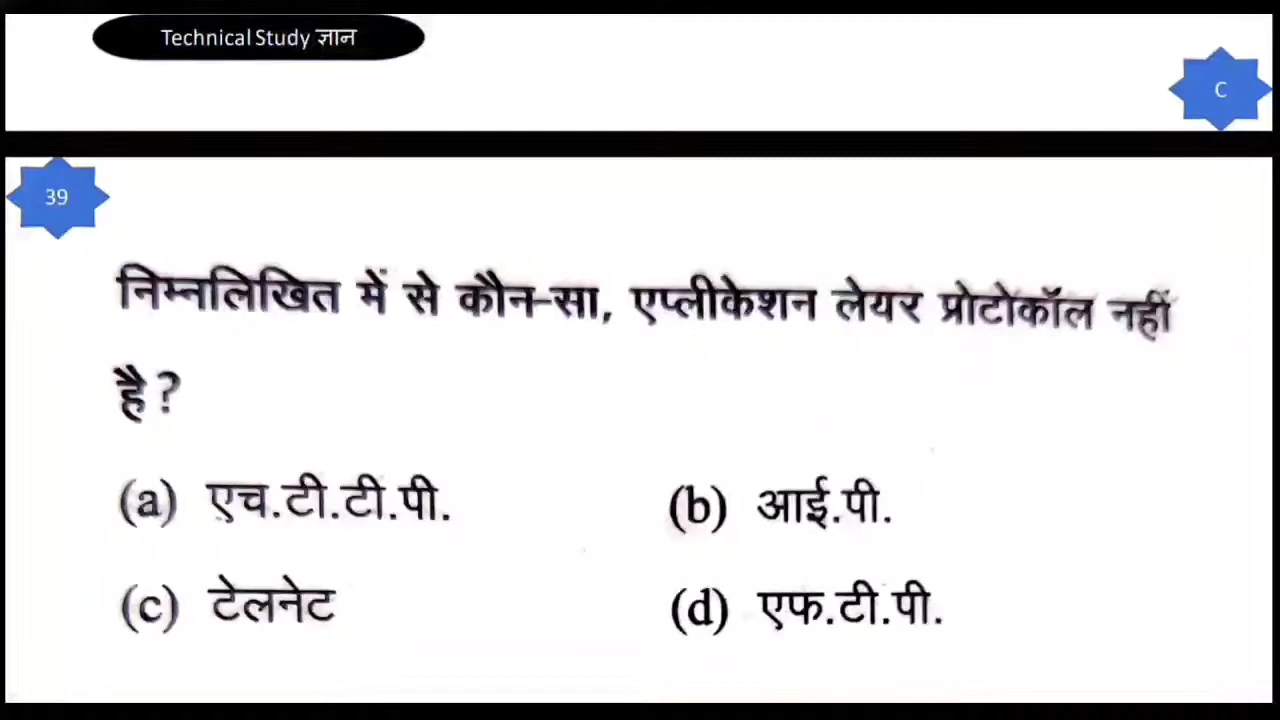 Technical Study ज्ञान
C
39
निम्नलिखित में से कौन-सा, एप्लीकेशन लेयर प्रोटोकॉल नहीं
है ?
(a) एच.टी.टी.पी.
(b) आई.पी.
(c) टेलनेट
(d) एफ.टी.पी.